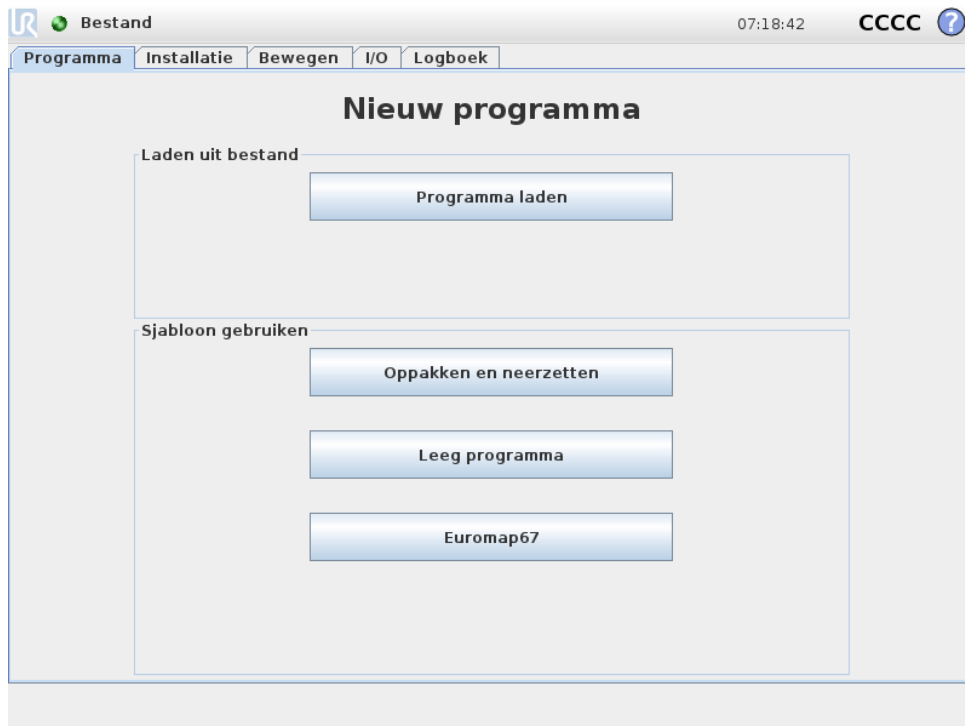 UR Bestand 07:18:42 CCCC ?
Programma Installatie Bewegen I/O Logboek
Nieuw programma
Laden uit bestand
Programma laden
Sjabloon gebruiken
Oppakken en neerzetten
Leeg programma
Euromap67